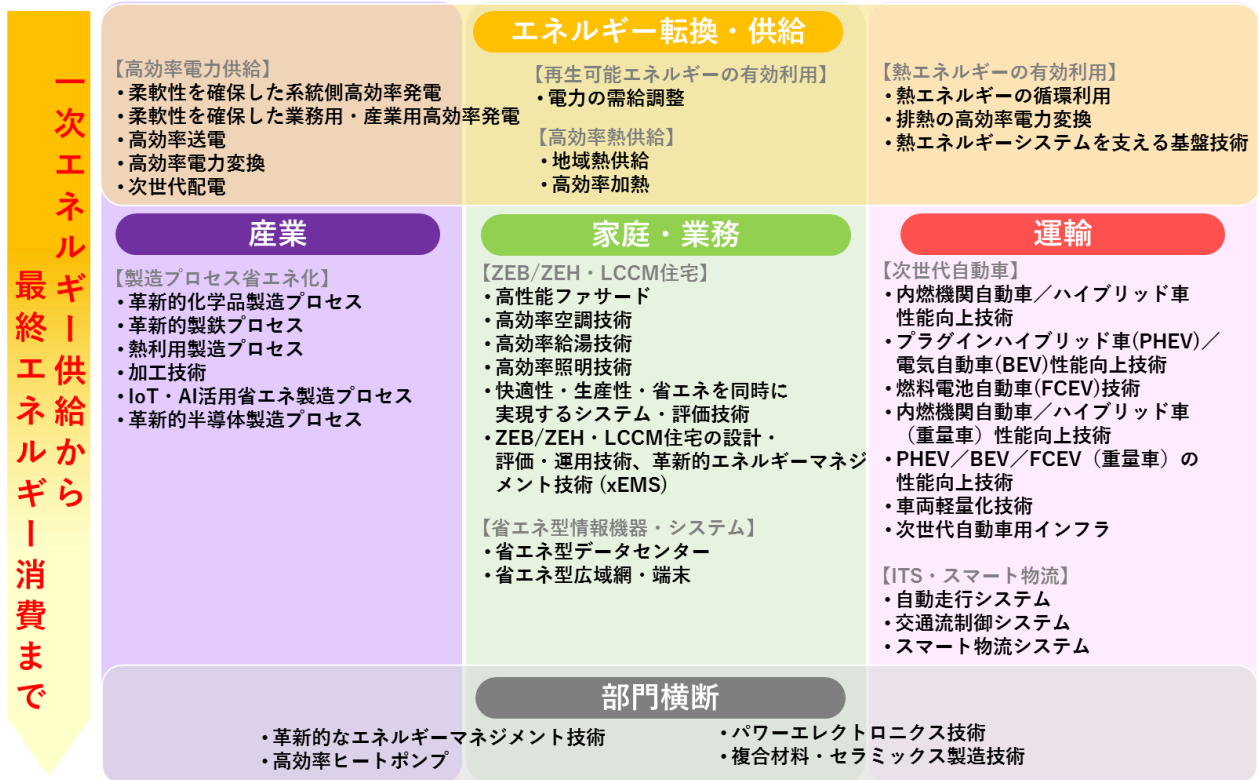 一次エネルギー供給から
最終エネルギー消費まで
エネルギー転換・供給
【高効率電力供給】
・柔軟性を確保した系統側高効率発電
・柔軟性を確保した業務用・産業用高効率発電
・高効率送電
・高効率電力変換
・次世代配電
【再生可能エネルギーの有効利用】
・電力の需給調整
【高効率熱供給】
・地域熱供給
・高効率加熱
【熱エネルギーの有効利用】
・熱エネルギーの循環利用
・排熱の高効率電力変換
・熱エネルギーシステムを支える基盤技術
産業
【製造プロセス省エネ化】
・革新的化学品製造プロセス
・革新的製鉄プロセス
・熱利用製造プロセス
・加工技術
・IoT・AI活用省エネ製造プロセス
・革新的半導体製造プロセス
家庭・業務
【ZEB/ZEH・LCCM住宅】
・高性能ファサード
・高効率空調技術
・高効率給湯技術
・高効率照明技術
・快適性・生産性・省エネを同時に
実現するシステム・評価技術
・ZEB/ZEH・LCCM住宅の設計・
評価・運用技術、革新的エネルギーマネジ
メント技術 (xEMS)
【省エネ型情報機器・システム】
・省エネ型データセンター
・省エネ型広域網・端末
運輸
【次世代自動車】
・内燃機関自動車／ハイブリッド車
性能向上技術
・プラグインハイブリッド車(PHEV)／
電気自動車(BEV)性能向上技術
・燃料電池自動車(FCEV)技術
・内燃機関自動車／ハイブリッド車
（重量車）性能向上技術
・PHEV／BEV／FCEV（重量車）の
性能向上技術
・車両軽量化技術
・次世代自動車用インフラ
【ITS・スマート物流】
・自動走行システム
・交通流制御システム
・スマート物流システム
部門横断
・革新的なエネルギーマネジメント技術
・高効率ヒートポンプ
・パワーエレクトロニクス技術
・複合材料・セラミックス製造技術